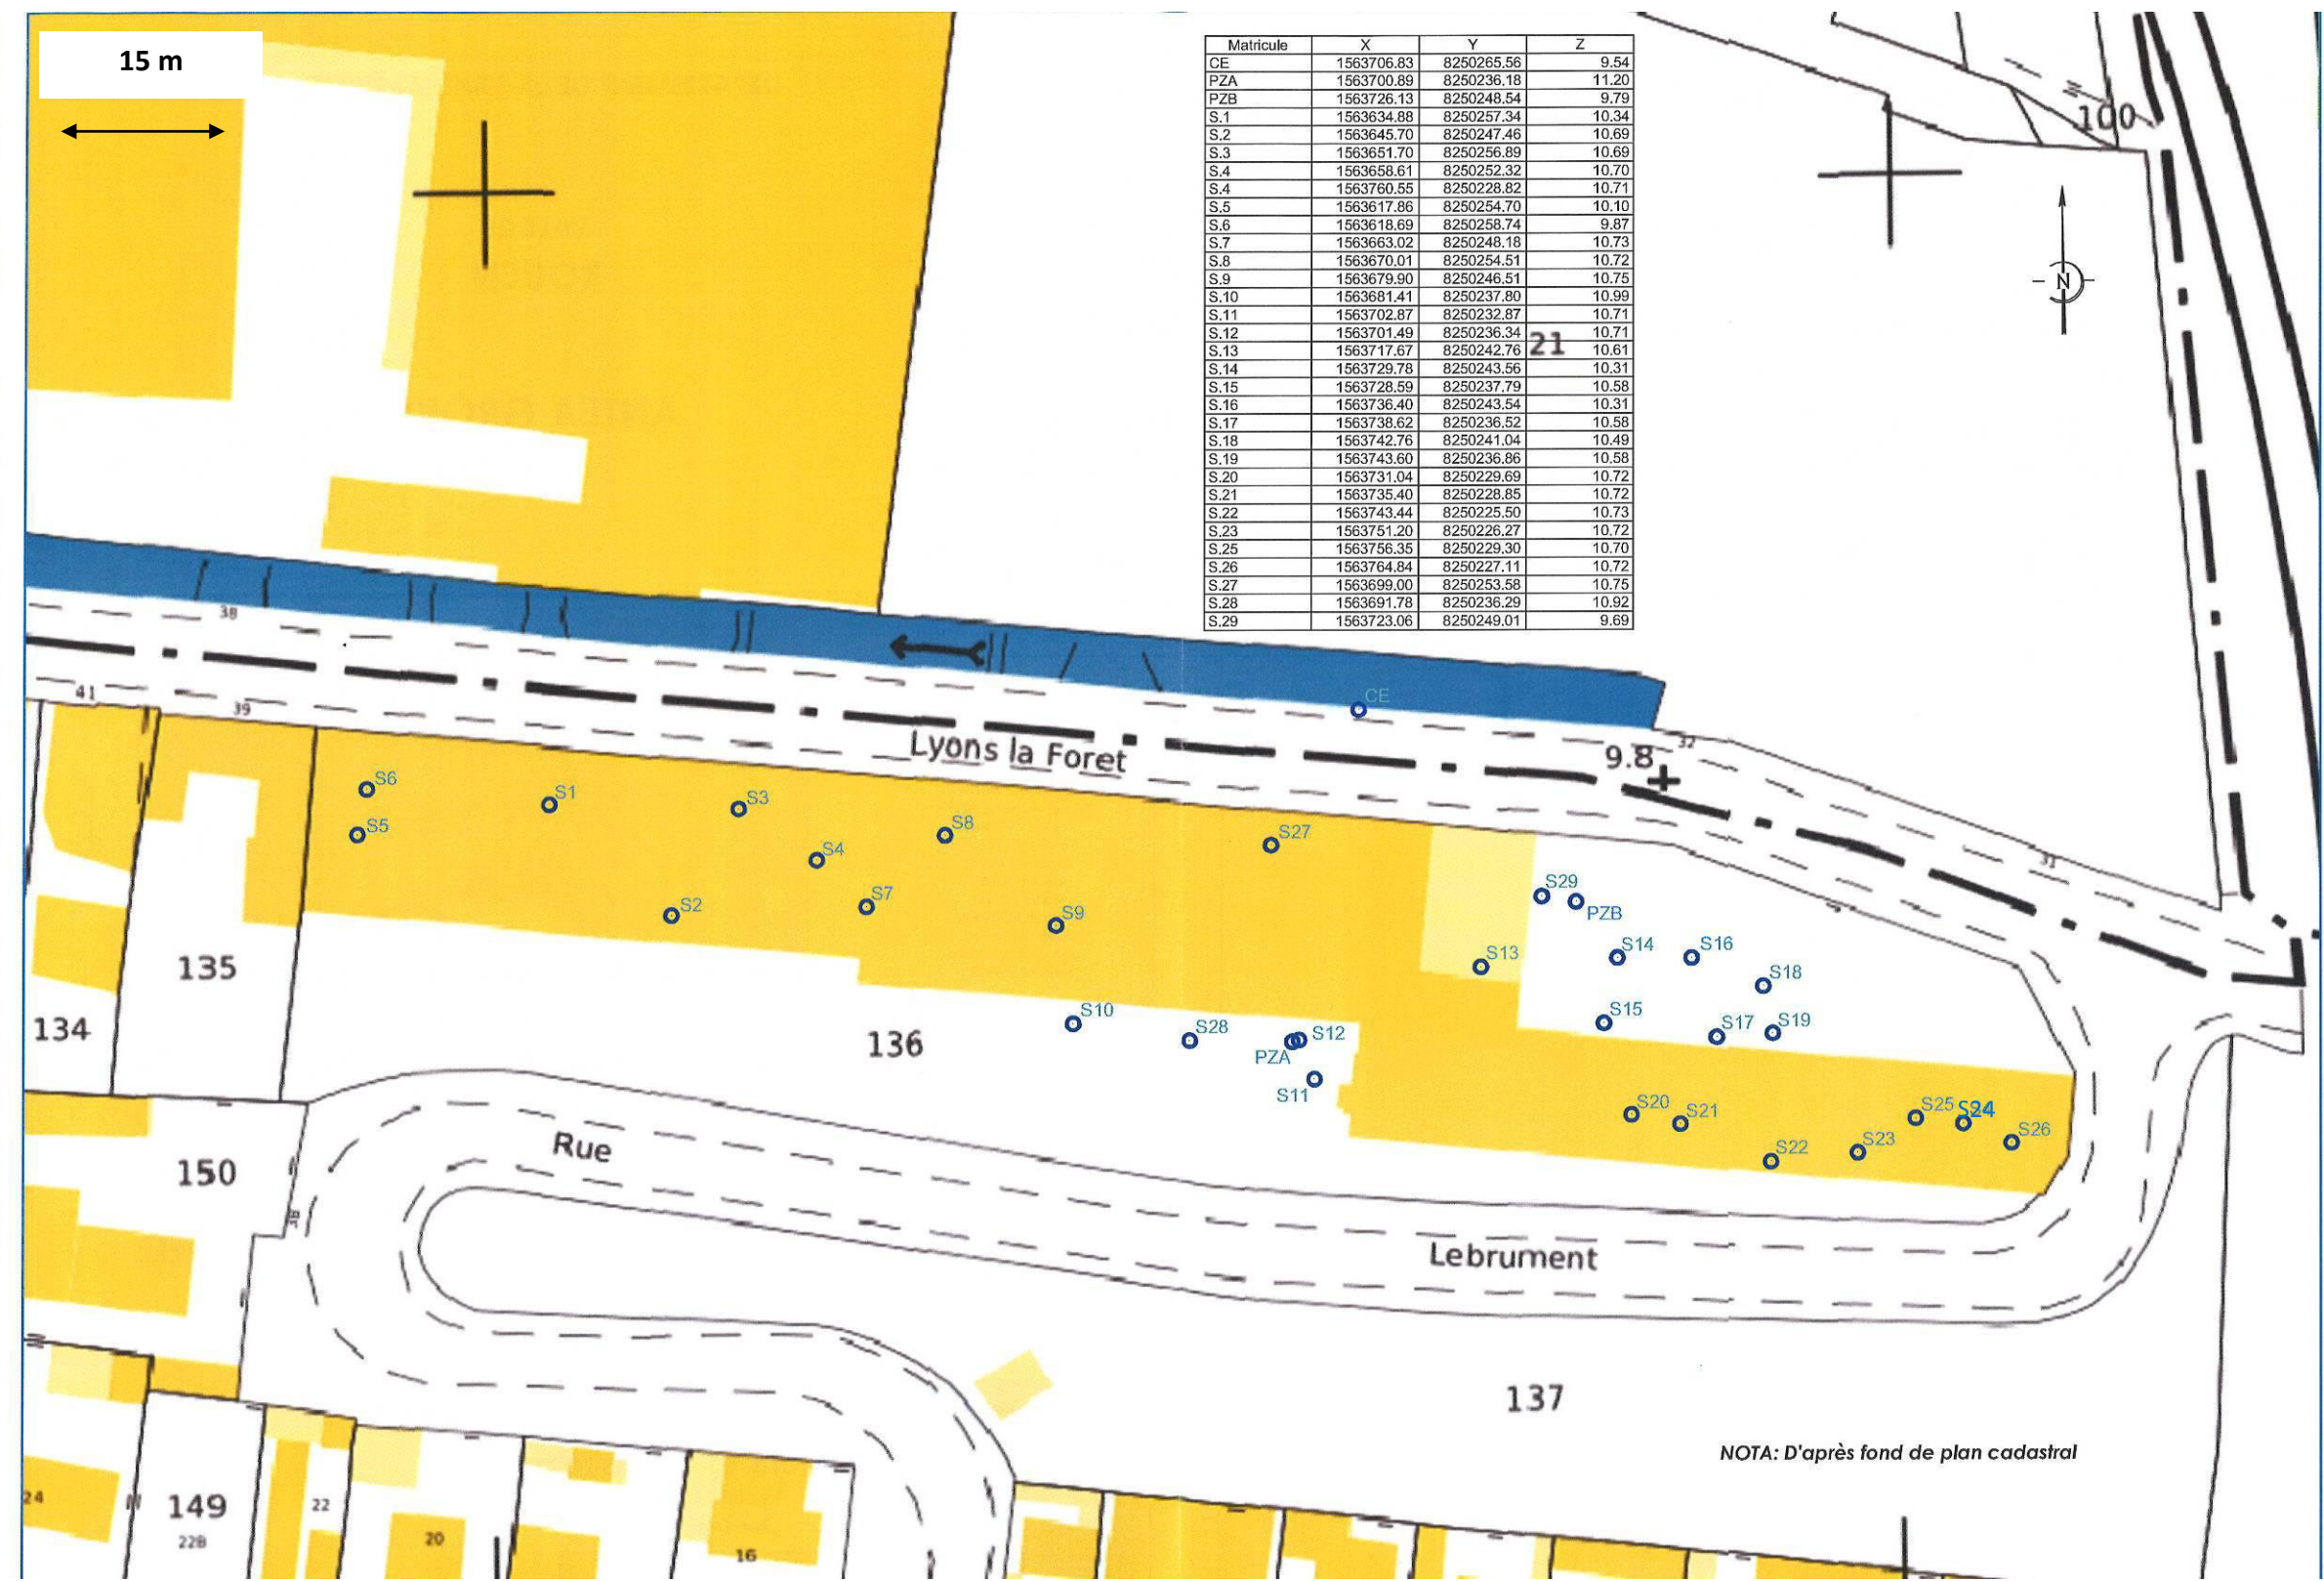 15 m
Matricule X Y Z
CE 1563706.83 8250265.56 9.54
PZA 1563700.89 8250236.18 11.20
PZB 1563726.13 8250248.54 9.79
S.1 1563634.88 8250257.34 10.34
S.2 1563645.70 8250247.46 10.69
S.3 1563651.70 8250256.89 10.69
S.4 1563658.61 8250252.32 10.70
S.4 1563760.55 8250228.82 10.71
S.5 1563617.86 8250254.70 10.10
S.6 1563618.69 8250258.74 9.87
S.7 1563663.02 8250248.18 10.73
S.8 1563670.01 8250254.51 10.72
S.9 1563679.90 8250246.51 10.75
S.10 1563681.41 8250237.80 10.99
S.11 1563702.87 8250232.87 10.71
S.12 1563701.49 8250236.34 10.71
S.13 1563717.67 8250242.76 10.61
S.14 1563729.78 8250243.56 10.31
S.15 1563728.59 8250237.79 10.58
S.16 1563736.40 8250243.54 10.31
S.17 1563738.62 8250236.52 10.58
S.18 1563742.76 8250241.04 10.49
S.19 1563743.60 8250236.86 10.58
S.20 1563731.04 8250229.69 10.72
S.21 1563735.40 8250228.85 10.72
S.22 1563743.44 8250225.50 10.73
S.23 1563751.20 8250226.27 10.72
S.25 1563756.35 8250229.30 10.70
S.26 1563764.84 8250227.11 10.72
S.27 1563699.00 8250253.58 10.75
S.28 1563691.78 8250236.29 10.92
S.29 1563723.06 8250249.01 9.69
21
100
N
38
41
39
CE
Lyons la Foret
9.8
32
31
S6
S1
S3
S5
S4
S8
S27
S2
S7
S9
S29
PZB
S13
S14
S16
S18
135
134
136
S10
S28
S12
PZA
S11
S15
S17
S19
S20
S21
S22
S23
S25
S24
S26
150
38
Rue
Lebrument
137
NOTA: D'après fond de plan cadastral
24
149
22B
22
20
16